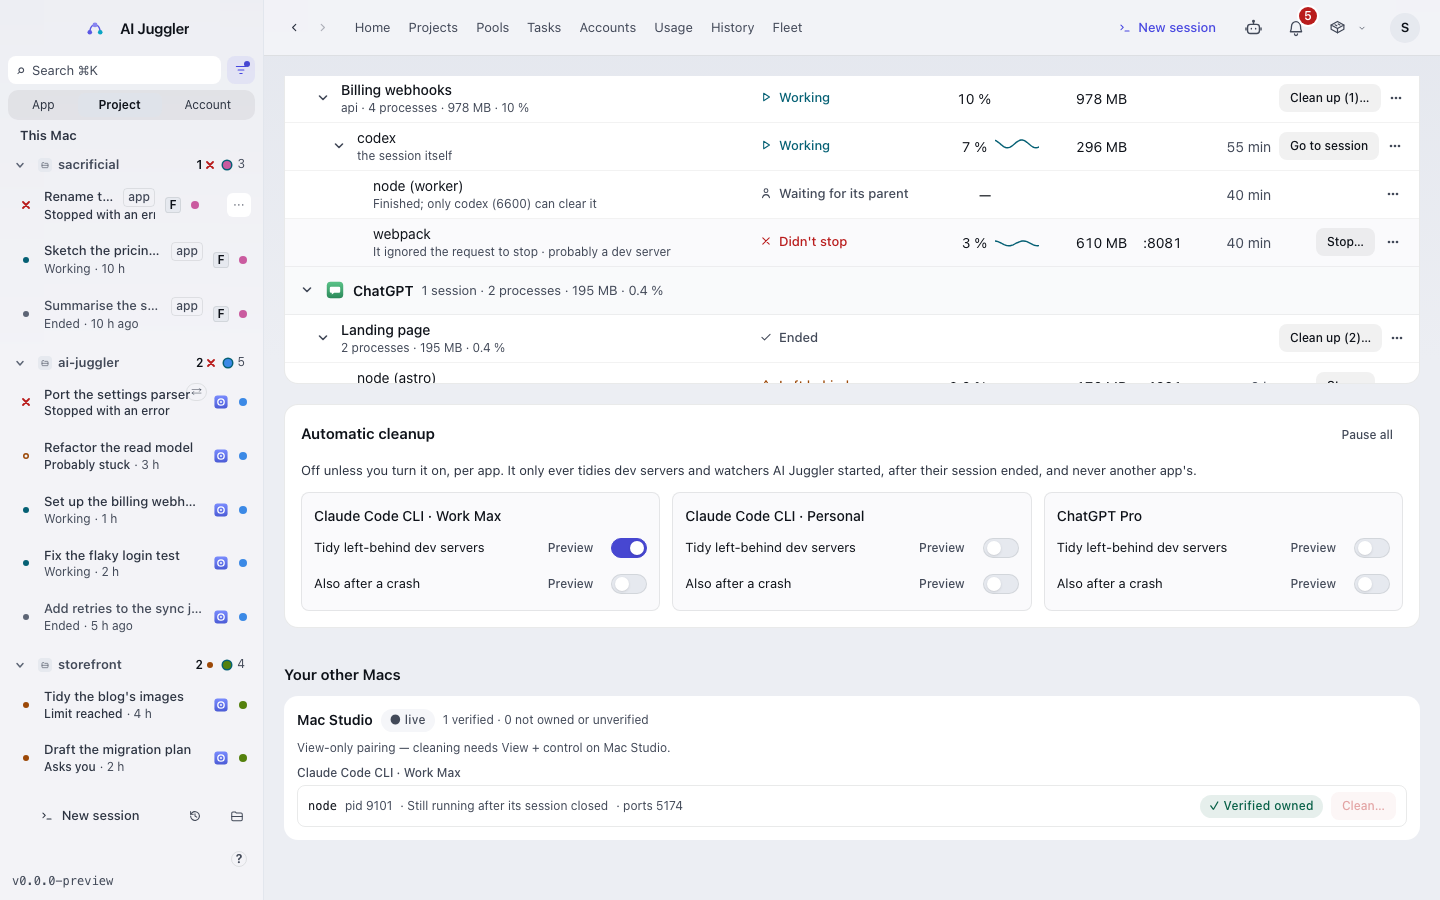 AI Juggler
Search ⌘K
App Project Account
This Mac
sacrificial 1 3
Rename t... app F ...
Stopped with an err
Sketch the pricin... app F
Working · 10 h
Summarise the s... app F
Ended · 10 h ago
ai-juggler 2 5
Port the settings parser
Stopped with an error
Refactor the read model
Probably stuck · 3 h
Set up the billing webh...
Working · 1 h
Fix the flaky login test
Working · 2 h
Add retries to the sync j...
Ended · 5 h ago
storefront 2 4
Tidy the blog's images
Limit reached · 4 h
Draft the migration plan
Asks you · 2 h
New session
?
v0.0.0-preview
Home Projects Pools Tasks Accounts Usage History Fleet New session 5 S
Billing webhooks Working 10 % 978 MB Clean up (1)...
api · 4 processes · 978 MB · 10 %
codex Working 7 % 296 MB 55 min Go to session
the session itself
node (worker) Waiting for its parent — 40 min
Finished; only codex (6600) can clear it
webpack Didn't stop 3 % 610 MB :8081 40 min Stop...
It ignored the request to stop · probably a dev server
ChatGPT 1 session · 2 processes · 195 MB · 0.4 %
Landing page Ended Clean up (2)...
2 processes · 195 MB · 0.4 %
node (astro)
Automatic cleanup Pause all
Off unless you turn it on, per app. It only ever tidies dev servers and watchers AI Juggler started, after their session ended, and never another app's.
Claude Code CLI · Work Max
Tidy left-behind dev servers Preview
Also after a crash Preview
Claude Code CLI · Personal
Tidy left-behind dev servers Preview
Also after a crash Preview
ChatGPT Pro
Tidy left-behind dev servers Preview
Also after a crash Preview
Your other Macs
Mac Studio live 1 verified · 0 not owned or unverified
View-only pairing — cleaning needs View + control on Mac Studio.
Claude Code CLI · Work Max
node pid 9101 · Still running after its session closed · ports 5174 Verified owned Clean...